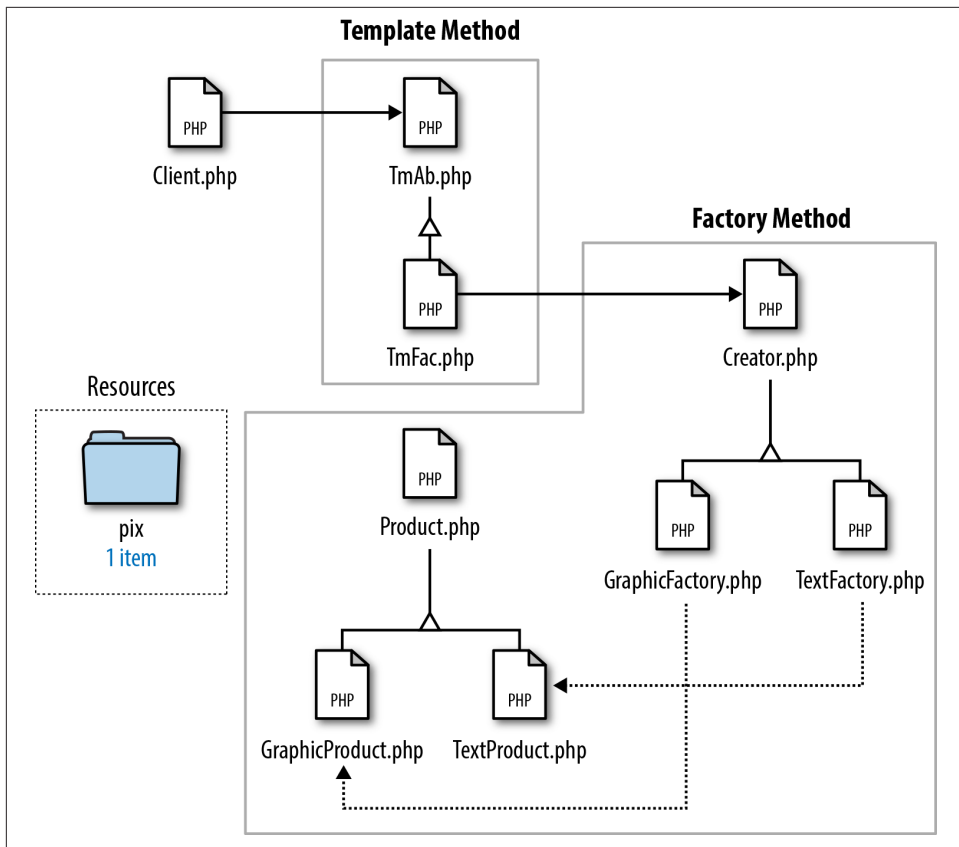 Template Method
PHP
Client.php
PHP
TmAb.php
Factory Method
PHP
TmFac.php
PHP
Creator.php
Resources
pix
1 item
PHP
Product.php
PHP
GraphicFactory.php
PHP
TextFactory.php
PHP
GraphicProduct.php
PHP
TextProduct.php